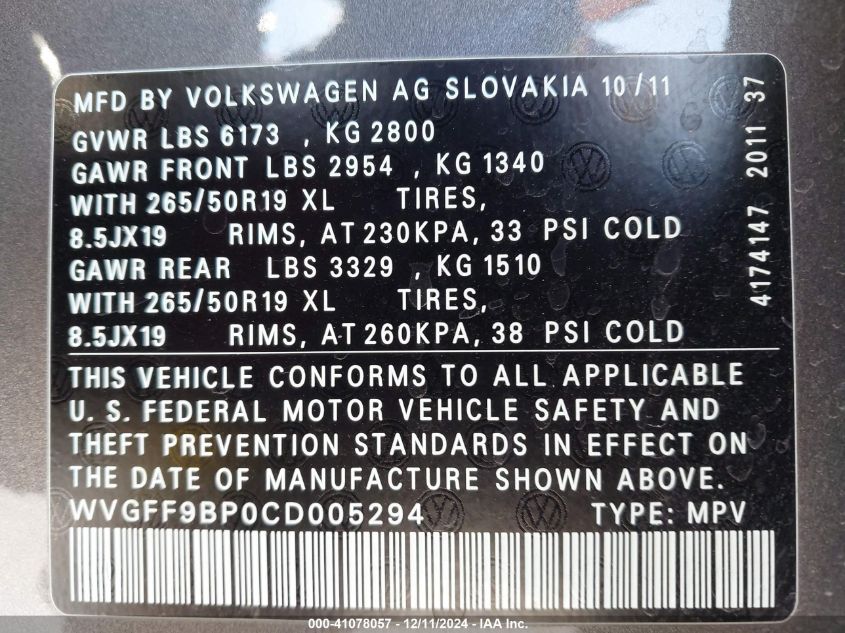 MFD BY VOLKSWAGEN AG SLOVAKIA 10/11
GVWR LBS 6173 , KG 2800
GAWR FRONT LBS 2954 , KG 1340
WITH 265/50R19 XL TIRES,
8.5JX19 RIMS, AT 230KPA, 33 PSI COLD
GAWR REAR LBS 3329 , KG 1510
WITH 265/50R19 XL TIRES,
8.5JX19 RIMS, AT 260KPA, 38 PSI COLD
4174147 2011 37
THIS VEHICLE CONFORMS TO ALL APPLICABLE
U. S. FEDERAL MOTOR VEHICLE SAFETY AND
THEFT PREVENTION STANDARDS IN EFFECT ON
THE DATE OF MANUFACTURE SHOWN ABOVE.
WVGFF9BP0CD005294 TYPE: MPV
000-41078057 - 12/11/2024 - IAA Inc.